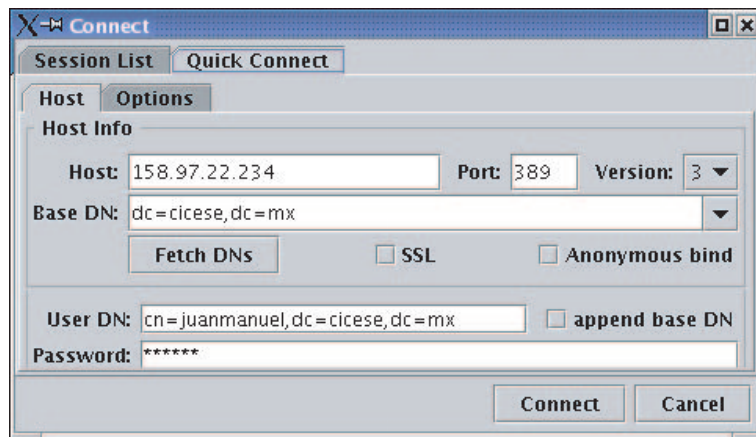 Connect
Session List Quick Connect
Host Options
Host Info
Host: 158.97.22.234 Port: 389 Version: 3
Base DN: dc=cicese,dc=mx
Fetch DNs SSL Anonymous bind
User DN: cn=juanmanuel,dc=cicese,dc=mx append base DN
Password: ******
Connect Cancel